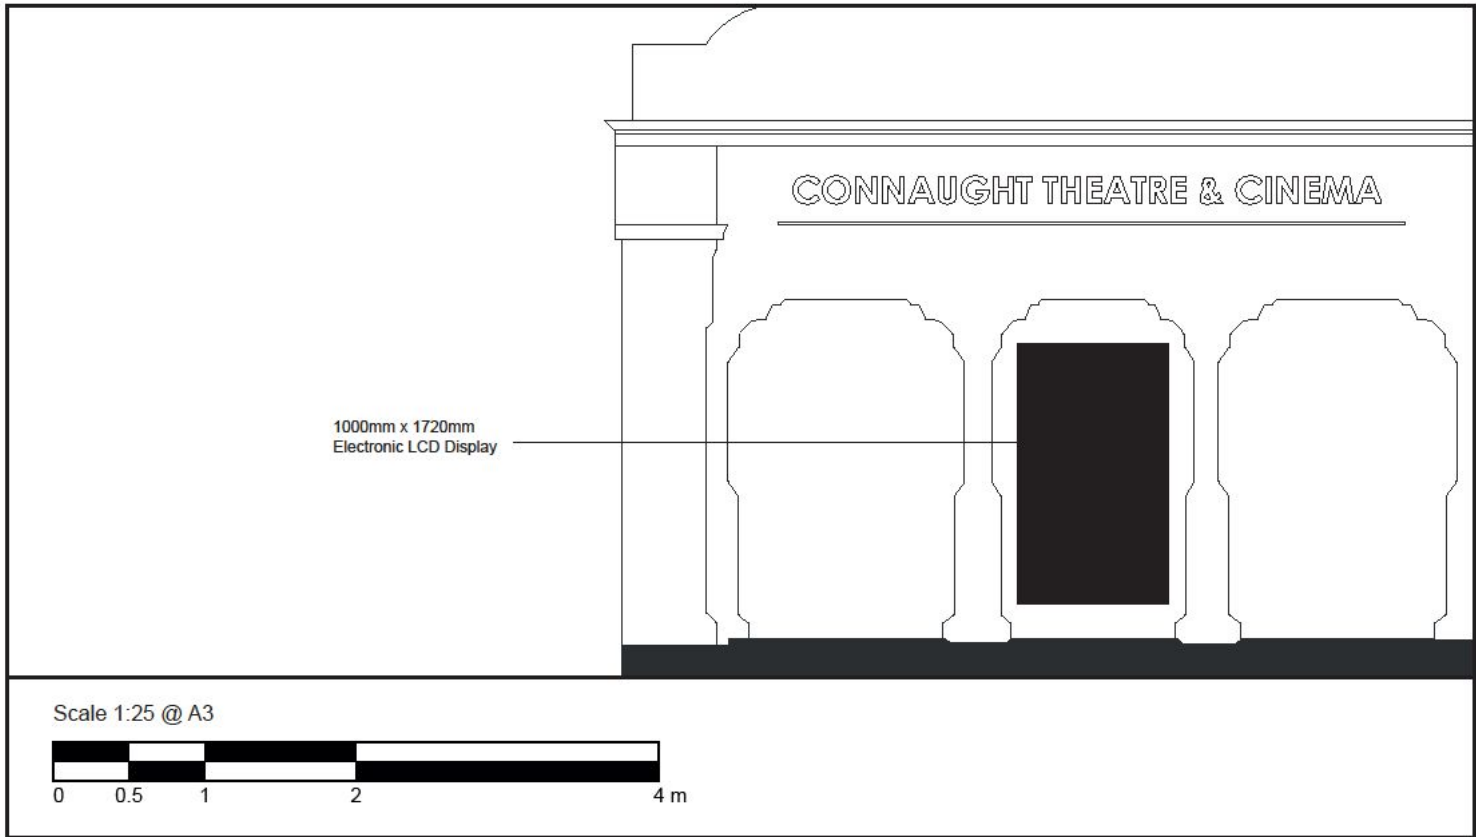 CONNAUGHT THEATRE & CINEMA
1000mm x 1720mm
Electronic LCD Display
Scale 1:25 @ A3
0 0.5 1 2 4 m